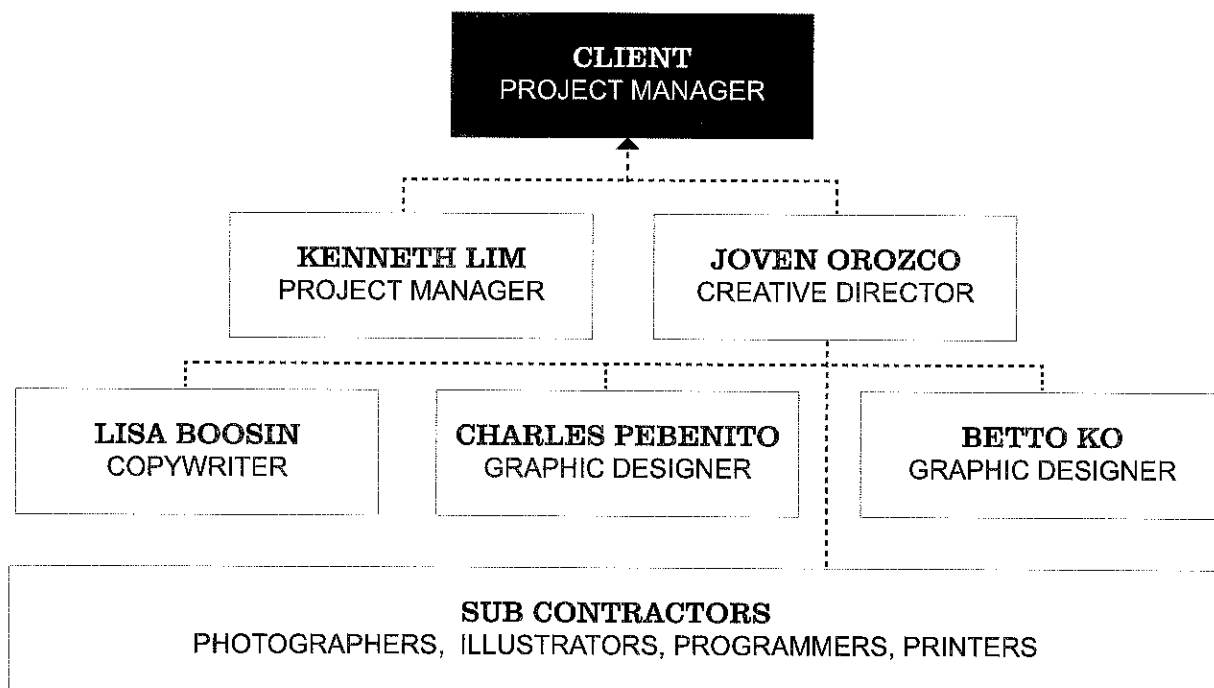 CLIENT
PROJECT MANAGER
KENNETH LIM
PROJECT MANAGER
JOVEN OROZCO
CREATIVE DIRECTOR
LISA BOOSIN
COPYWRITER
CHARLES PEBENITO
GRAPHIC DESIGNER
BETTO KO
GRAPHIC DESIGNER
SUB CONTRACTORS
PHOTOGRAPHERS, ILLUSTRATORS, PROGRAMMERS, PRINTERS